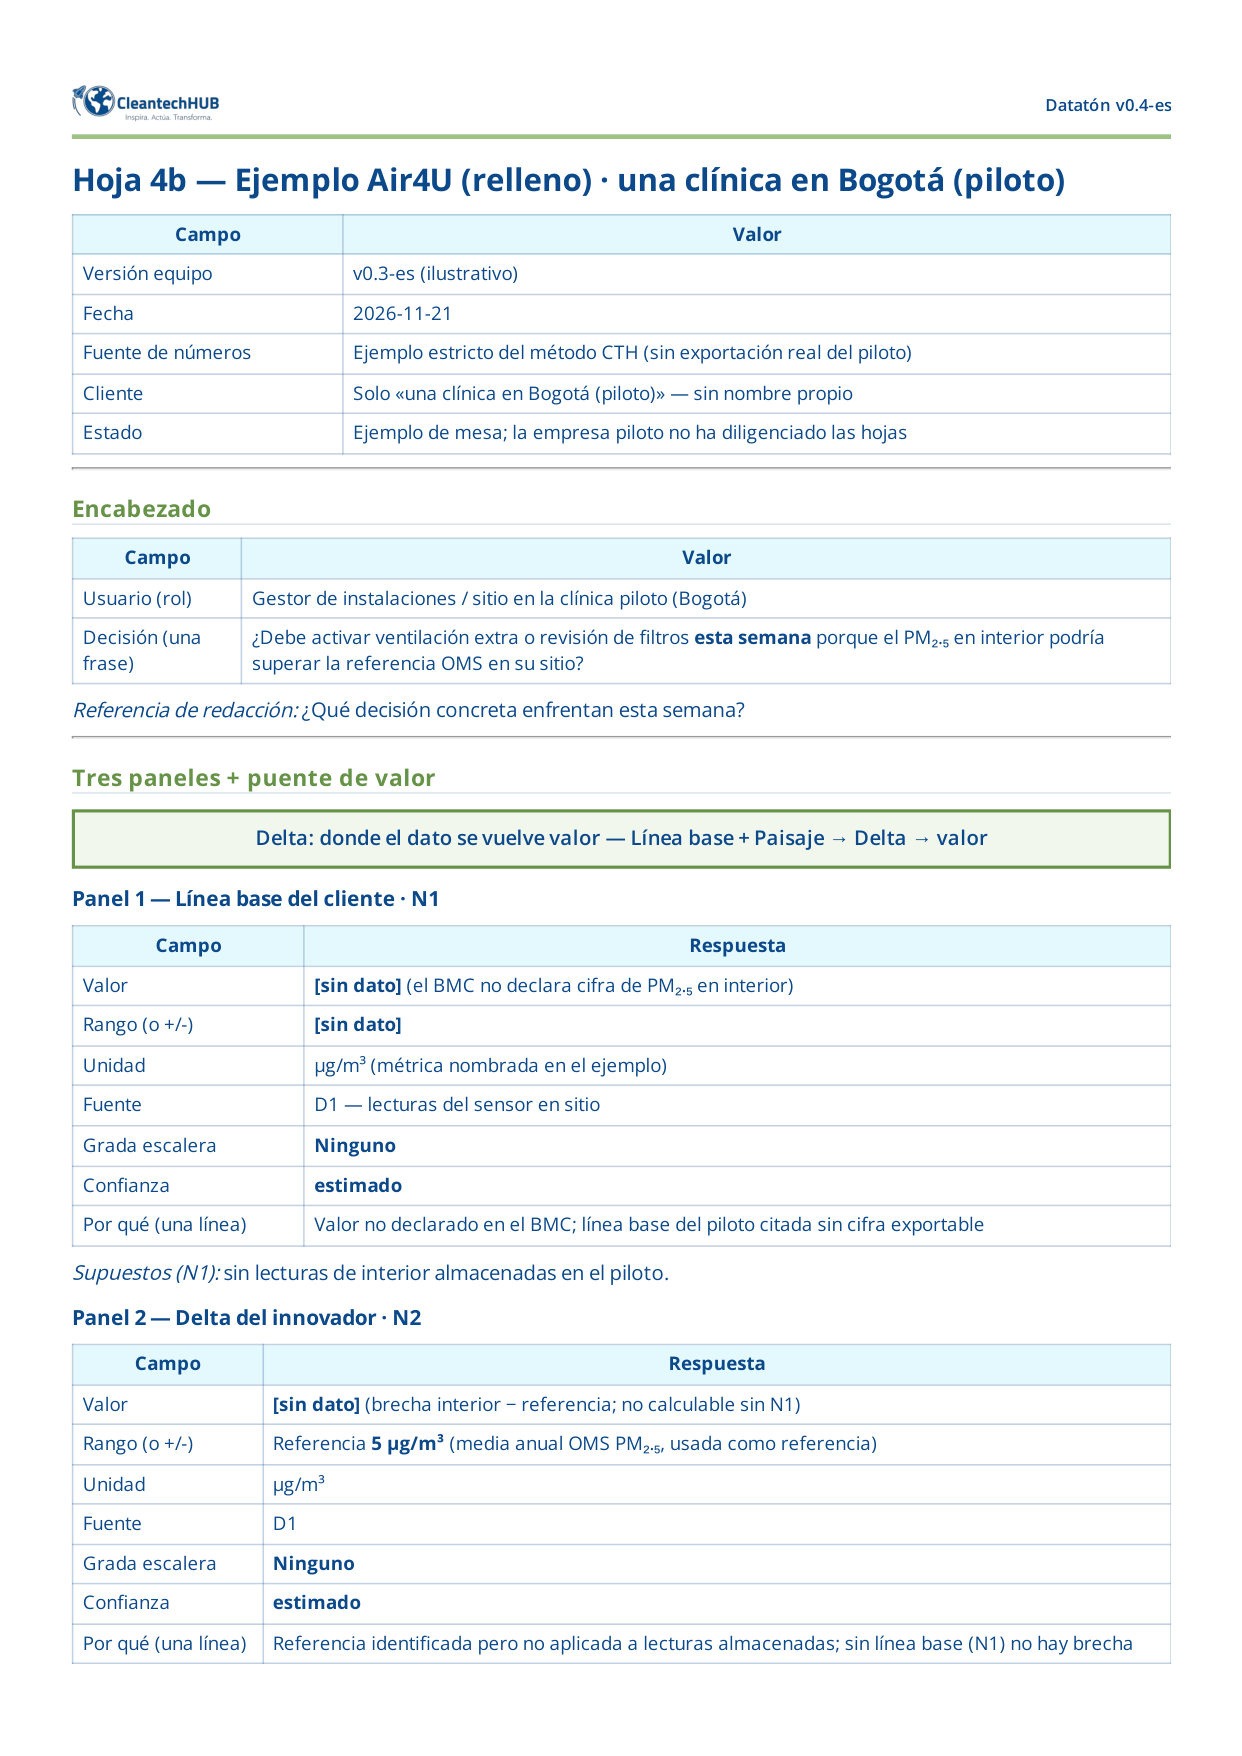 CleantechHUB
Inspira. Actúa. Transforma.
Datatón v0.4-es
Hoja 4b — Ejemplo Air4U (relleno) · una clínica en Bogotá (piloto)
Campo Valor
Versión equipo v0.3-es (ilustrativo)
Fecha 2026-11-21
Fuente de números Ejemplo estricto del método CTH (sin exportación real del piloto)
Cliente Solo «una clínica en Bogotá (piloto)» — sin nombre propio
Estado Ejemplo de mesa; la empresa piloto no ha diligenciado las hojas
Encabezado
Campo Valor
Usuario (rol) Gestor de instalaciones / sitio en la clínica piloto (Bogotá)
Decisión (una frase) ¿Debe activar ventilación extra o revisión de filtros esta semana porque el PM₂.₅ en interior podría
superar la referencia OMS en su sitio?
Referencia de redacción: ¿Qué decisión concreta enfrentan esta semana?
Tres paneles + puente de valor
Delta: donde el dato se vuelve valor — Línea base + Paisaje → Delta → valor
Panel 1 — Línea base del cliente · N1
Campo Respuesta
Valor [sin dato] (el BMC no declara cifra de PM₂.₅ en interior)
Rango (o +/-) [sin dato]
Unidad µg/m³ (métrica nombrada en el ejemplo)
Fuente D1 — lecturas del sensor en sitio
Grada escalera Ninguno
Confianza estimado
Por qué (una línea) Valor no declarado en el BMC; línea base del piloto citada sin cifra exportable
Supuestos (N1): sin lecturas de interior almacenadas en el piloto.
Panel 2 — Delta del innovador · N2
Campo Respuesta
Valor [sin dato] (brecha interior − referencia; no calculable sin N1)
Rango (o +/-) Referencia 5 µg/m³ (media anual OMS PM₂.₅, usada como referencia)
Unidad µg/m³
Fuente D1
Grada escalera Ninguno
Confianza estimado
Por qué (una línea) Referencia identificada pero no aplicada a lecturas almacenadas; sin línea base (N1) no hay brecha